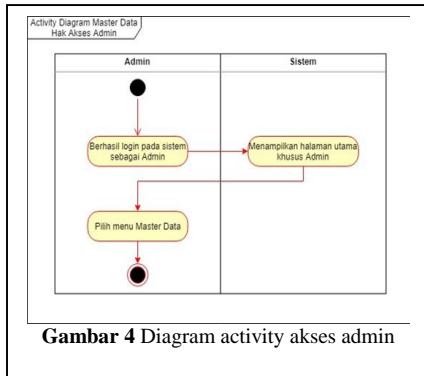 Activity Diagram Master Data
Hak Akses Admin
Admin
Sistem
Berhasil login pada sistem
sebagai Admin
Menampilkan halaman utama
khusus Admin
Pilih menu Master Data
Gambar 4 Diagram activity akses admin